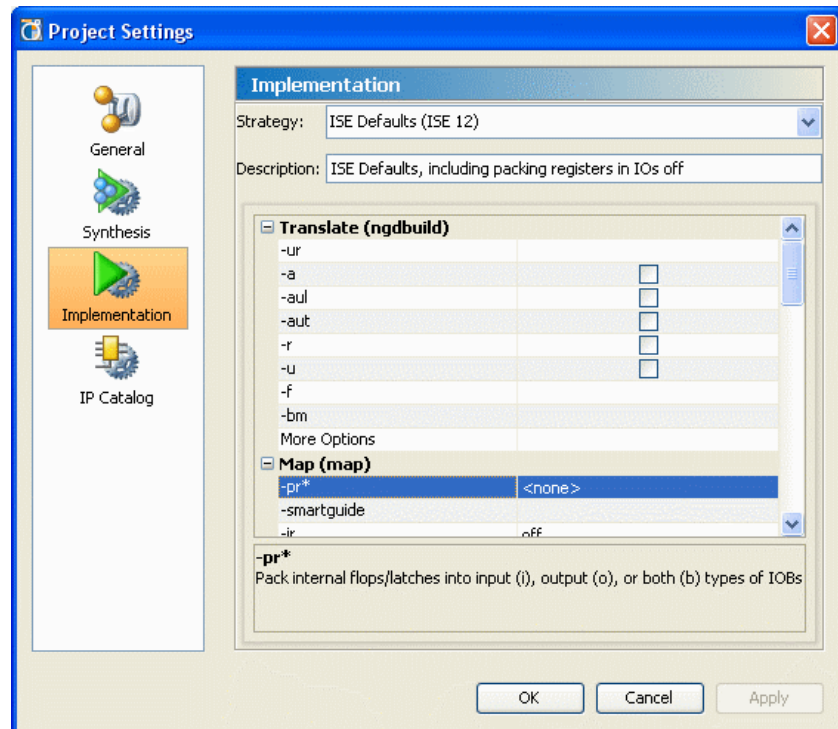 Project Settings
General
Synthesis
Implementation
IP Catalog
Implementation
Strategy: ISE Defaults (ISE 12)
Description: ISE Defaults, including packing registers in IOs off
Translate (ngdbuild)
-ur
-a
-aul
-aut
-r
-u
-f
-bm
More Options
Map (map)
-pr* <none>
-smartguide
-ir off
-pr*
Pack internal flops/latches into input (i), output (o), or both (b) types of IOBs
OK Cancel Apply